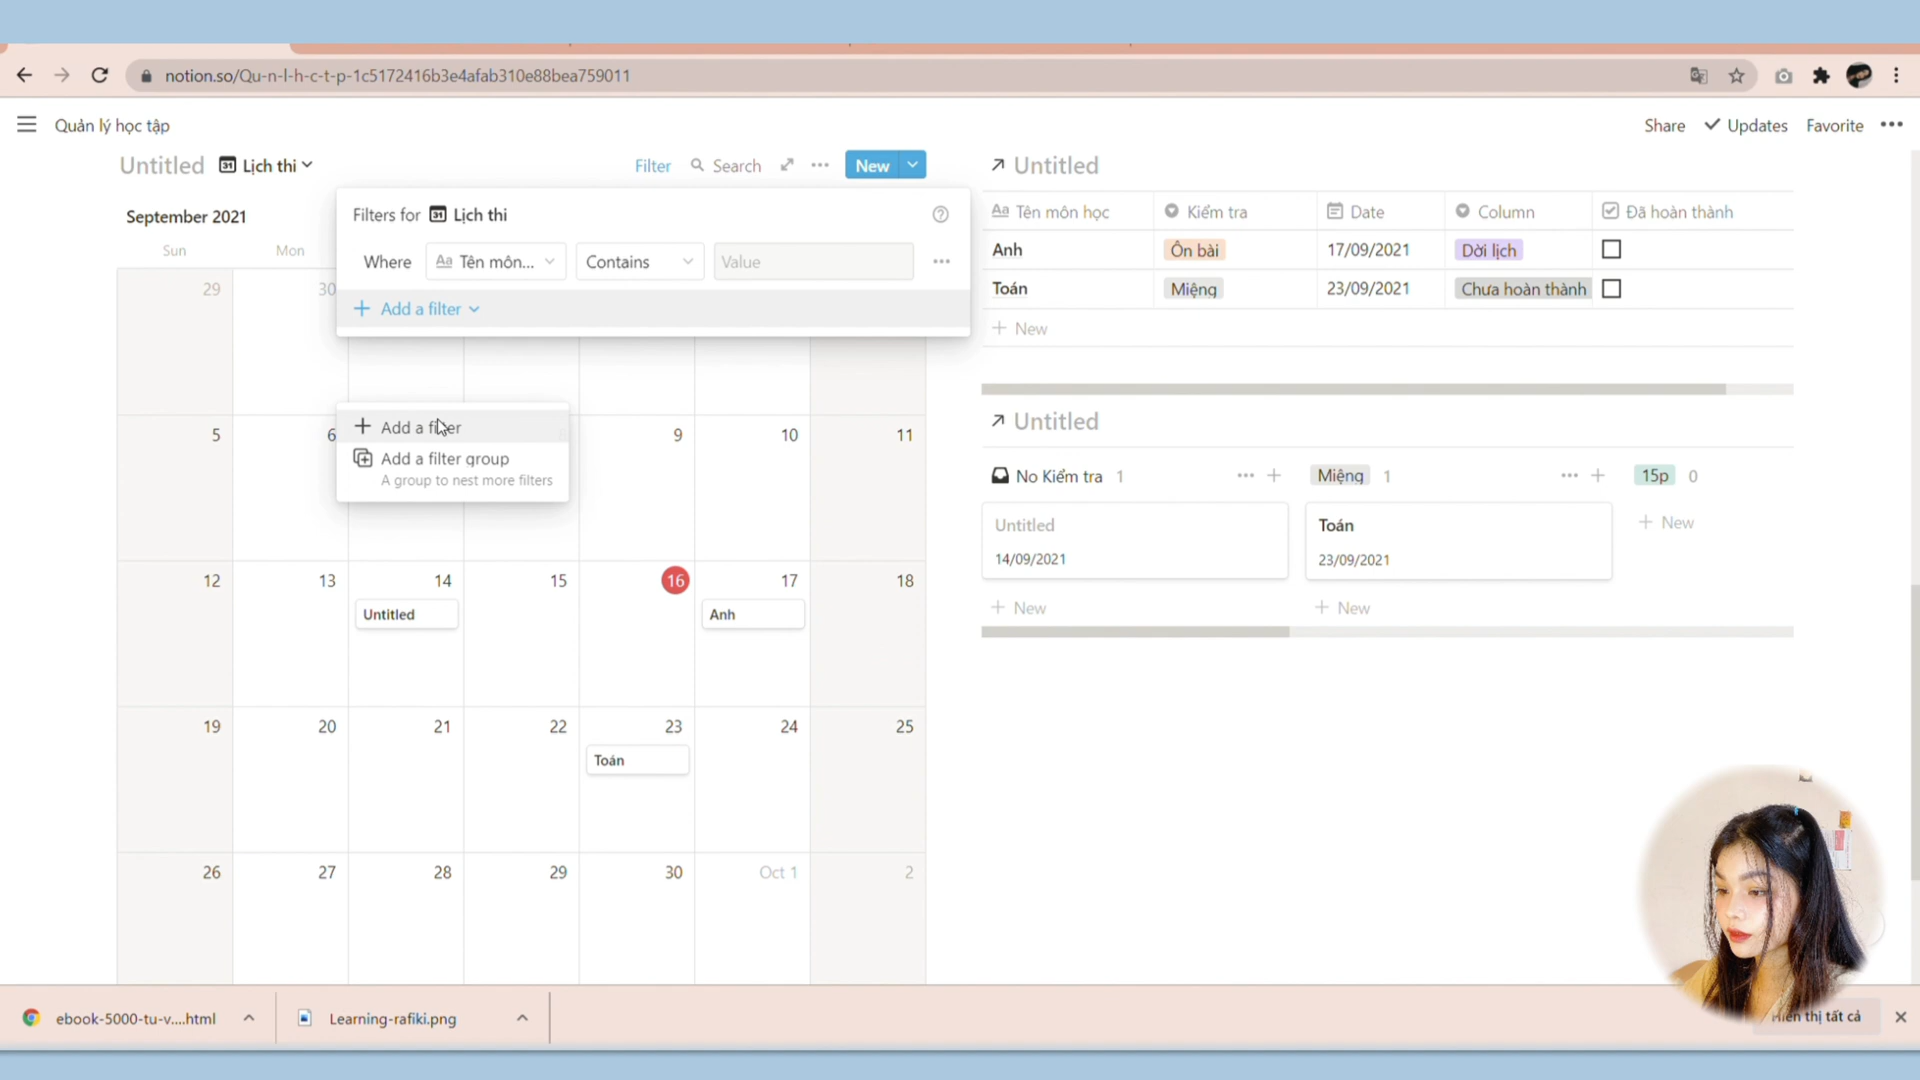 notion.so/Qu-n-l-h-c-t-p-1c5172416b3e4afab310e88bea759011
Quản lý học tập
Share
Updates
Favorite
Untitled
31 Lịch thi
Filter
Search
New
September 2021
Sun
Mon
Filters for 31 Lịch thi
Where
Aa Tên môn...
Contains
Value
Add a filter
Add a filter
Add a filter group
A group to nest more filters
29
30
5
6
9
10
11
12
13
14
15
16
17
18
Untitled
Anh
19
20
21
22
23
24
25
Toán
26
27
28
29
30
Oct 1
2
Untitled
Aa Tên môn học
Kiểm tra
Date
Column
Đã hoàn thành
Anh
Ôn bài
17/09/2021
Dời lịch
Toán
Miệng
23/09/2021
Chưa hoàn thành
New
Untitled
No Kiểm tra 1
Miệng 1
15p 0
Untitled
14/09/2021
Toán
23/09/2021
New
New
New
ebook-5000-tu-v....html
Learning-rafiki.png
Hiển thị tất cả